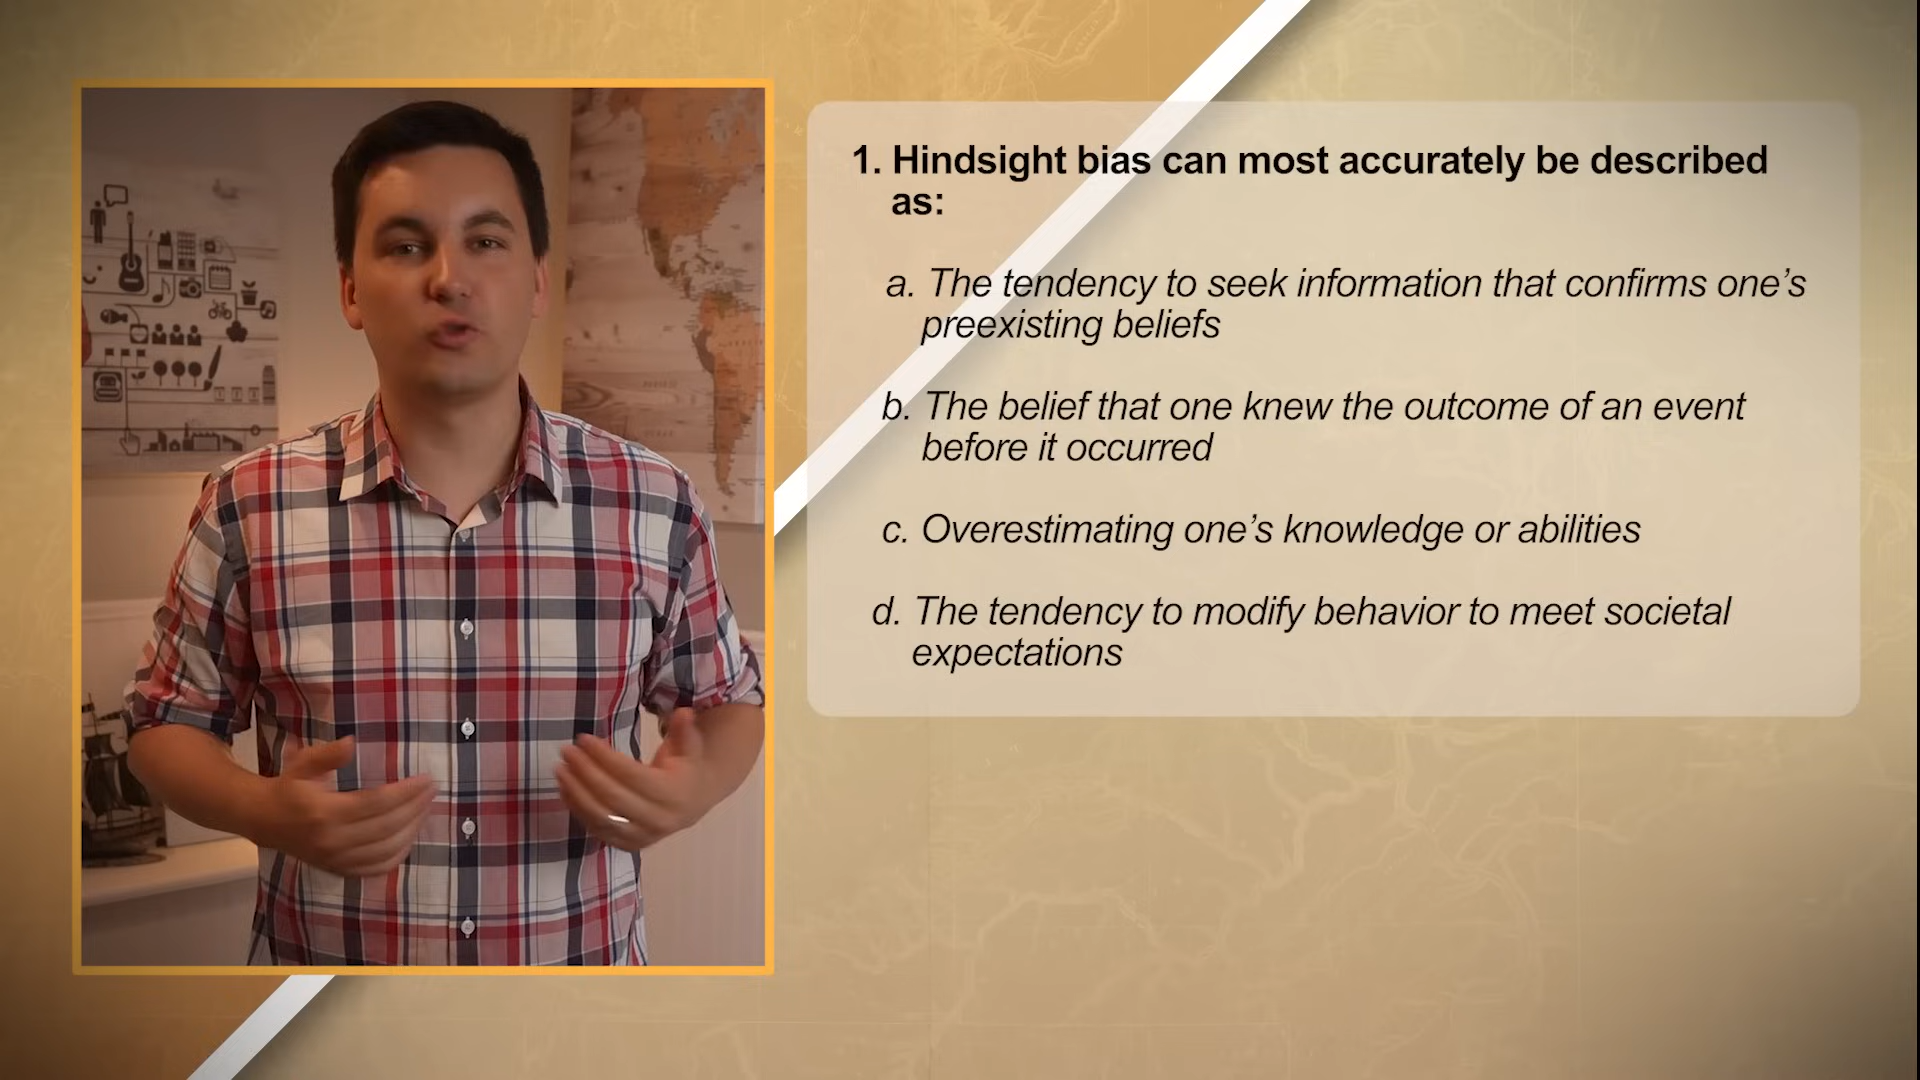 1. Hindsight bias can most accurately be described
as:
a. The tendency to seek information that confirms one’s
preexisting beliefs
b. The belief that one knew the outcome of an event
before it occurred
c. Overestimating one’s knowledge or abilities
d. The tendency to modify behavior to meet societal
expectations